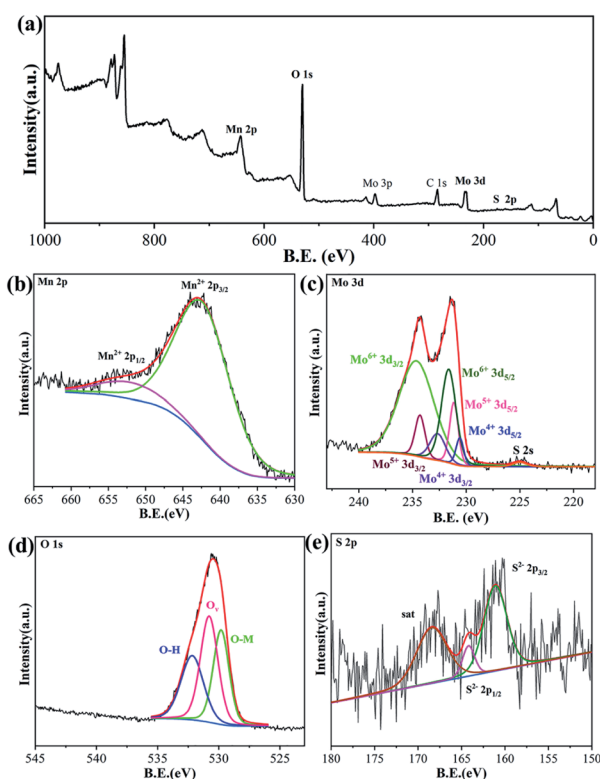 (a)
Intensity(a.u.)
Mn 2p
O 1s
Mo 3p
C 1s
Mo 3d
S 2p
1000 800 600 400 200 0
B.E. (eV)
(b)
Mn 2p
Intensity(a.u.)
Mn²⁺ 2p₃/₂
Mn²⁺ 2p₁/₂
665 660 655 650 645 640 635 630
B.E.(eV)
(c)
Mo 3d
Intensity(a.u.)
Mo⁶⁺ 3d₃/₂
Mo⁶⁺ 3d₅/₂
Mo⁵⁺ 3d₅/₂
Mo⁴⁺ 3d₅/₂
S 2s
Mo⁵⁺ 3d₃/₂
Mo⁴⁺ 3d₃/₂
240 235 230 225 220
B.E. (eV)
(d)
O 1s
Intensity(a.u.)
Oᵥ
O-H
O-M
545 540 535 530 525
B.E.(eV)
(e)
S 2p
Intensity(a.u.)
S²⁻ 2p₃/₂
sat
S²⁻ 2p₁/₂
180 175 170 165 160 155 150
B.E.(eV)